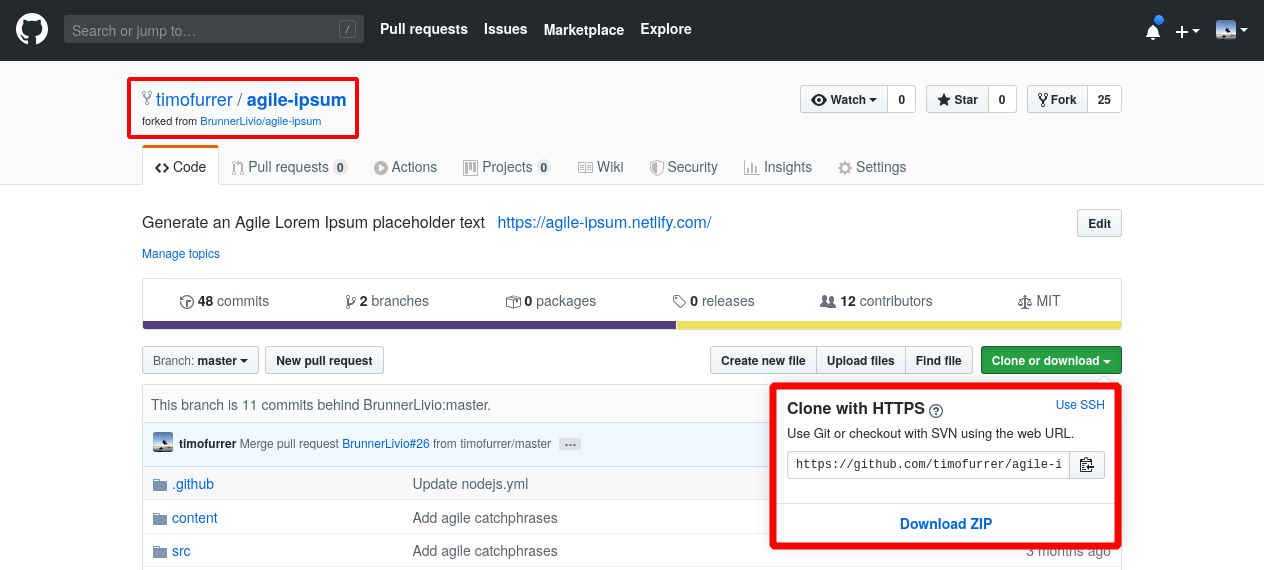 Search or jump to… /
Pull requests Issues Marketplace Explore
timofurrer / agile-ipsum
forked from BrunnerLivio/agile-ipsum
Watch 0 Star 0 Fork 25
Code Pull requests 0 Actions Projects 0 Wiki Security Insights Settings
Generate an Agile Lorem Ipsum placeholder text https://agile-ipsum.netlify.com/
Edit
Manage topics
48 commits 2 branches 0 packages 0 releases 12 contributors MIT
Branch: master New pull request Create new file Upload files Find file Clone or download
This branch is 11 commits behind BrunnerLivio:master.
timofurrer Merge pull request BrunnerLivio#26 from timofurrer/master …
.github Update nodejs.yml
content Add agile catchphrases
src Add agile catchphrases 3 months ago
Clone with HTTPS ? Use SSH
Use Git or checkout with SVN using the web URL.
https://github.com/timofurrer/agile-i
Download ZIP